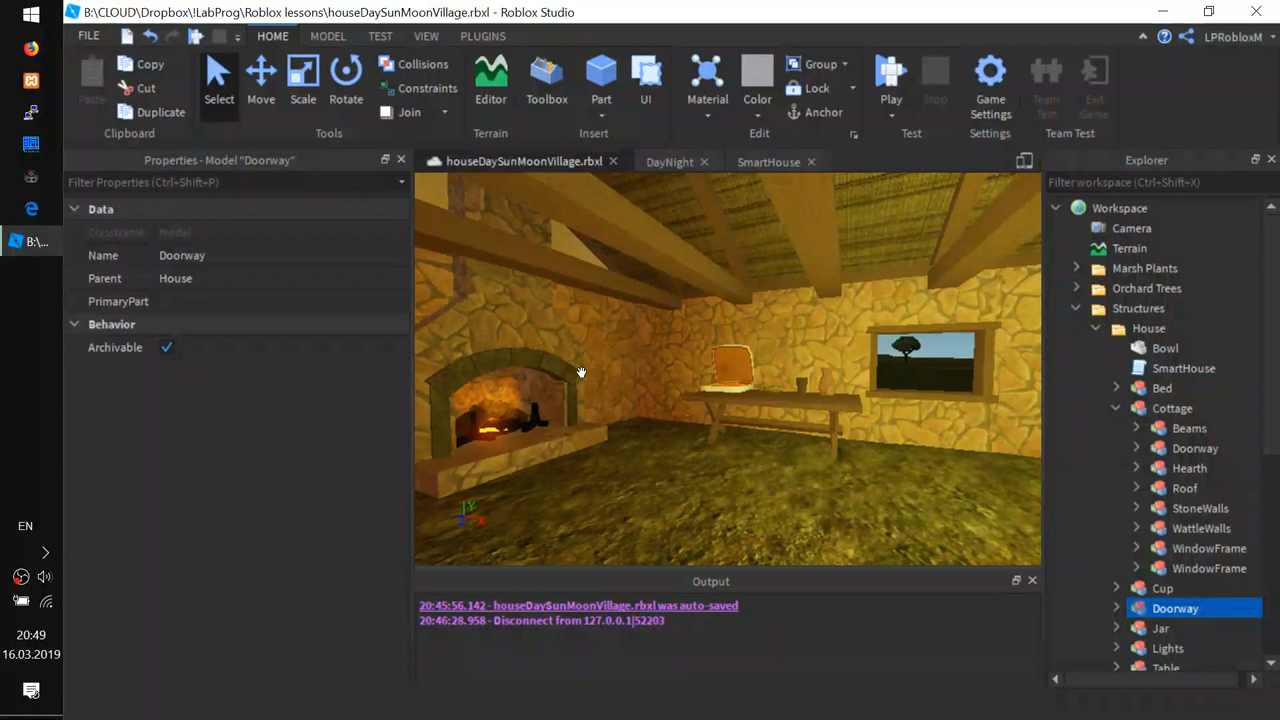 B:\CLOUD\Dropbox\!LabProg\Roblox lessons\houseDaySunMoonVillage.rbxl - Roblox Studio
FILE HOME MODEL TEST VIEW PLUGINS LPRobloxM
Copy Collisions Group
Cut Constraints Lock
Paste Duplicate Select Move Scale Rotate Join Editor Toolbox Part UI Material Color Anchor Play Stop Game Settings Team Test Exit Game
Clipboard Tools Terrain Insert Edit Test Settings Team Test
Properties - Model "Doorway"
houseDaySunMoonVillage.rbxl DayNight SmartHouse
Explorer
Filter Properties (Ctrl+Shift+P)
Filter workspace (Ctrl+Shift+X)
Data
ClassName Model
Name Doorway
Parent House
PrimaryPart
Behavior
Archivable
Y
Z X
Workspace
Camera
Terrain
Marsh Plants
Orchard Trees
Structures
House
Bowl
SmartHouse
Bed
Cottage
Beams
Doorway
Hearth
Roof
StoneWalls
WattleWalls
WindowFrame
WindowFrame
Cup
Doorway
Jar
Lights
Table
Output
20:45:56.142 - houseDaySunMoonVillage.rbxl was auto-saved
20:46:28.958 - Disconnect from 127.0.0.1|52203
B:\...
EN
20:49
16.03.2019